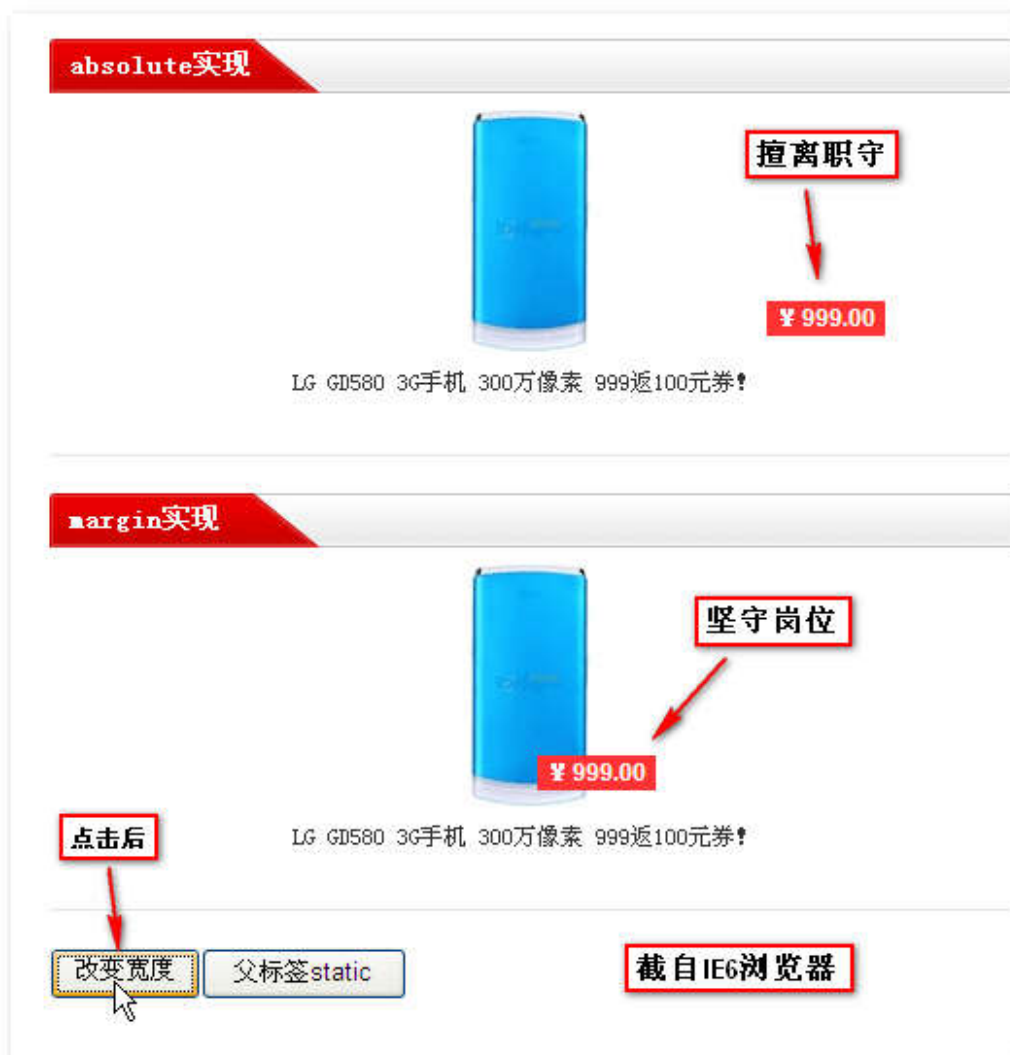 absolute实现
擅离职守
¥ 999.00
LG GD580 3G手机 300万像素 999返100元券!
margin实现
坚守岗位
¥ 999.00
点击后
LG GD580 3G手机 300万像素 999返100元券!
改变宽度
父标签static
截自IE6浏览器